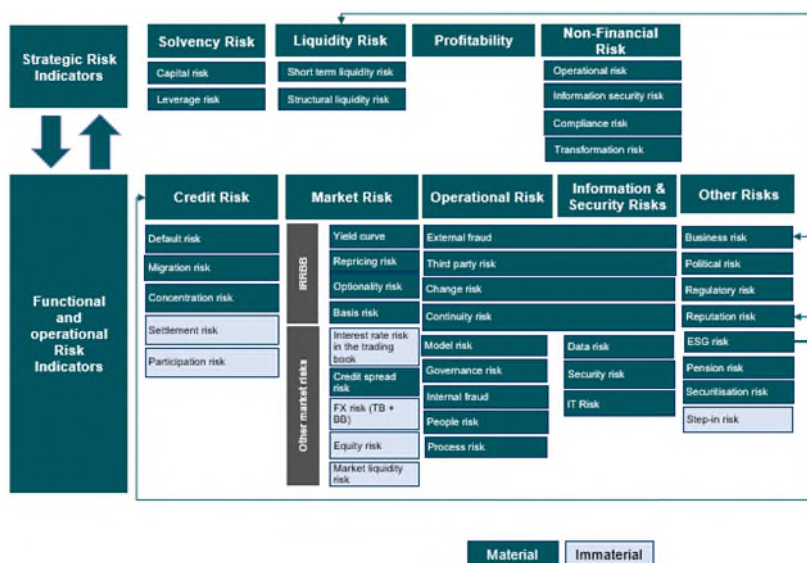 Strategic Risk
Indicators
Solvency Risk
Capital risk
Leverage risk
Liquidity Risk
Short term liquidity risk
Structural liquidity risk
Profitability
Non-Financial
Risk
Operational risk
Information security risk
Compliance risk
Transformation risk
Functional
and
operational
Risk
Indicators
Credit Risk
Default risk
Migration risk
Concentration risk
Settlement risk
Participation risk
Market Risk
IRRBB
Yield curve
Repricing risk
Optionality risk
Basis risk
Other market risks
Interest rate risk
in the trading
book
Credit spread
risk
FX risk (TB +
BB)
Equity risk
Market liquidity
risk
Operational Risk
Information &
Security Risks
External fraud
Third party risk
Change risk
Continuity risk
Model risk
Governance risk
Internal fraud
People risk
Process risk
Data risk
Security risk
IT Risk
Other Risks
Business risk
Political risk
Regulatory risk
Reputation risk
ESG risk
Pension risk
Securitisation risk
Step-in risk
Material
Immaterial